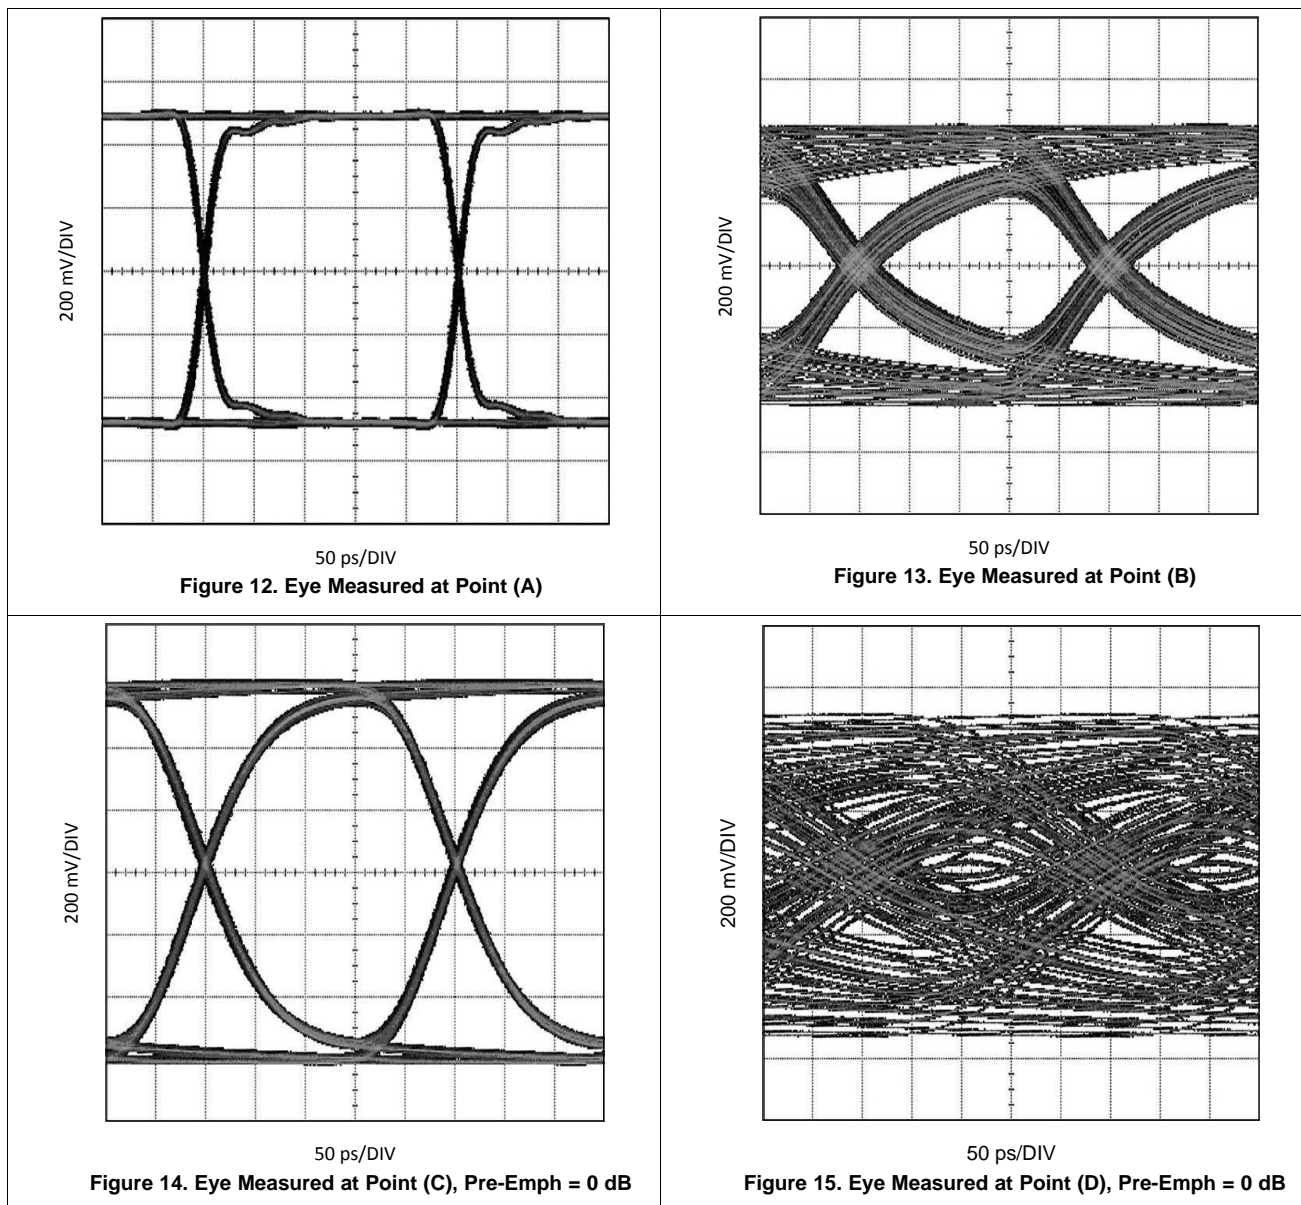 200 mV/DIV
50 ps/DIV
Figure 12. Eye Measured at Point (A)
200 mV/DIV
50 ps/DIV
Figure 13. Eye Measured at Point (B)
200 mV/DIV
50 ps/DIV
Figure 14. Eye Measured at Point (C), Pre-Emph = 0 dB
200 mV/DIV
50 ps/DIV
Figure 15. Eye Measured at Point (D), Pre-Emph = 0 dB